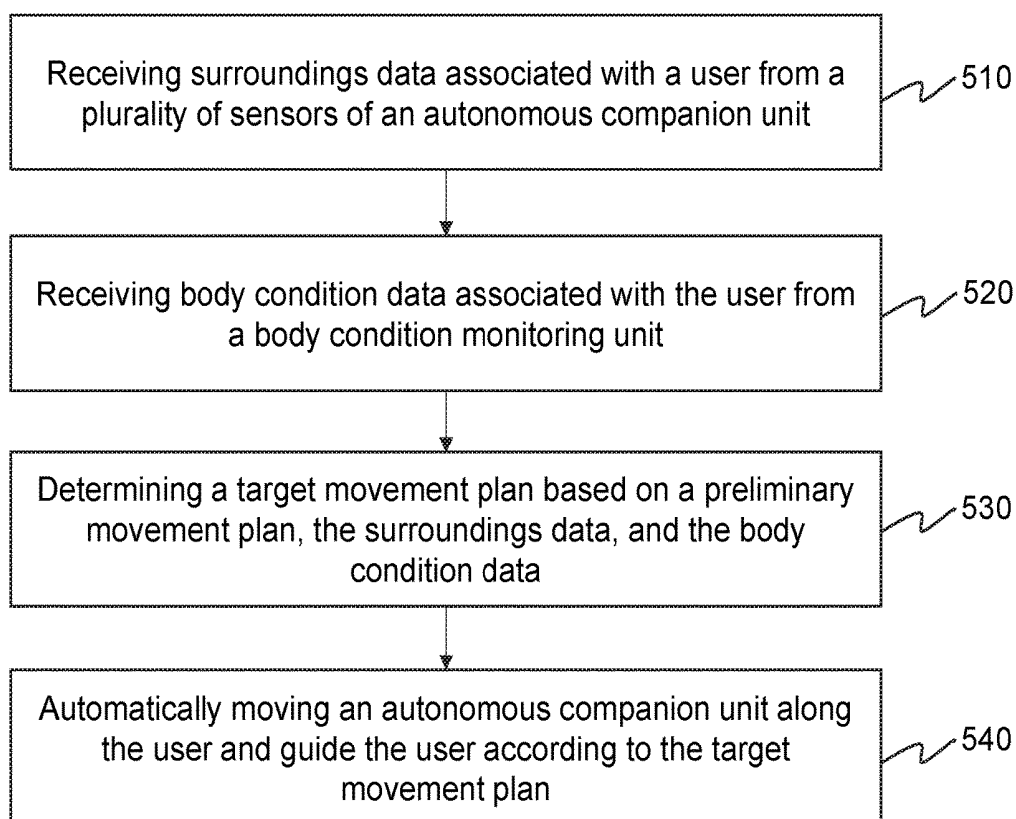 Receiving surroundings data associated with a user from a
plurality of sensors of an autonomous companion unit
510
Receiving body condition data associated with the user from
a body condition monitoring unit
520
Determining a target movement plan based on a preliminary
movement plan, the surroundings data, and the body
condition data
530
Automatically moving an autonomous companion unit along
the user and guide the user according to the target
movement plan
540